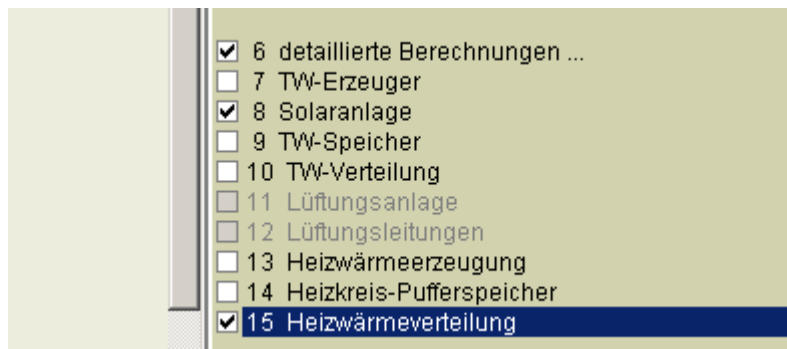 6 detaillierte Berechnungen ...
7 TW-Erzeuger
8 Solaranlage
9 TW-Speicher
10 TW-Verteilung
11 Lüftungsanlage
12 Lüftungsleitungen
13 Heizwärmeerzeugung
14 Heizkreis-Pufferspeicher
15 Heizwärmeverteilung